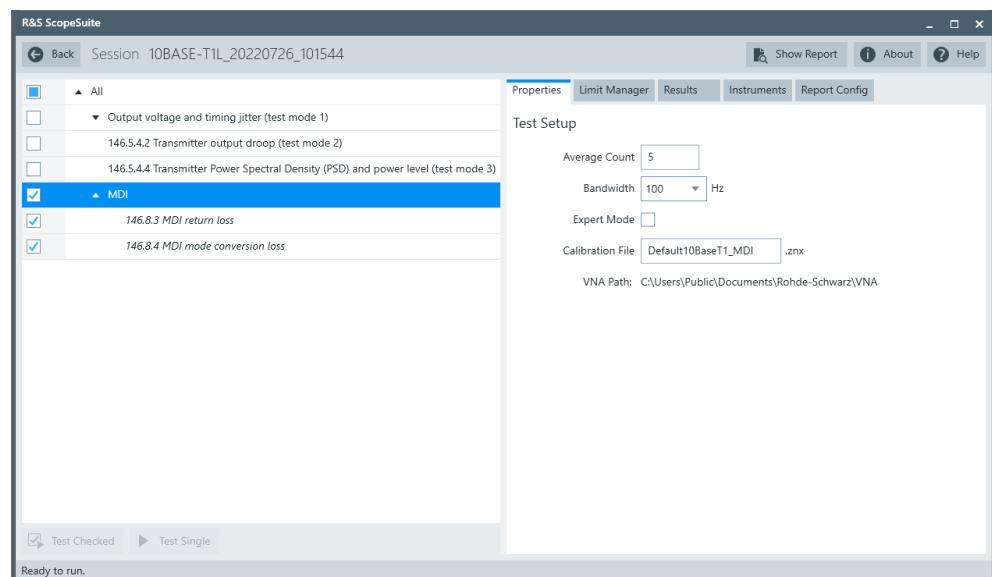 R&S ScopeSuite
Back Session 10BASE-T1L_20220726_101544 Show Report About Help
All
Output voltage and timing jitter (test mode 1)
146.5.4.2 Transmitter output droop (test mode 2)
146.5.4.4 Transmitter Power Spectral Density (PSD) and power level (test mode 3)
MDI
146.8.3 MDI return loss
146.8.4 MDI mode conversion loss
Test Checked Test Single
Properties Limit Manager Results Instruments Report Config
Test Setup
Average Count 5
Bandwidth 100 Hz
Expert Mode
Calibration File Default10BaseT1_MDI .znx
VNA Path: C:\Users\Public\Documents\Rohde-Schwarz\VNA
Ready to run.